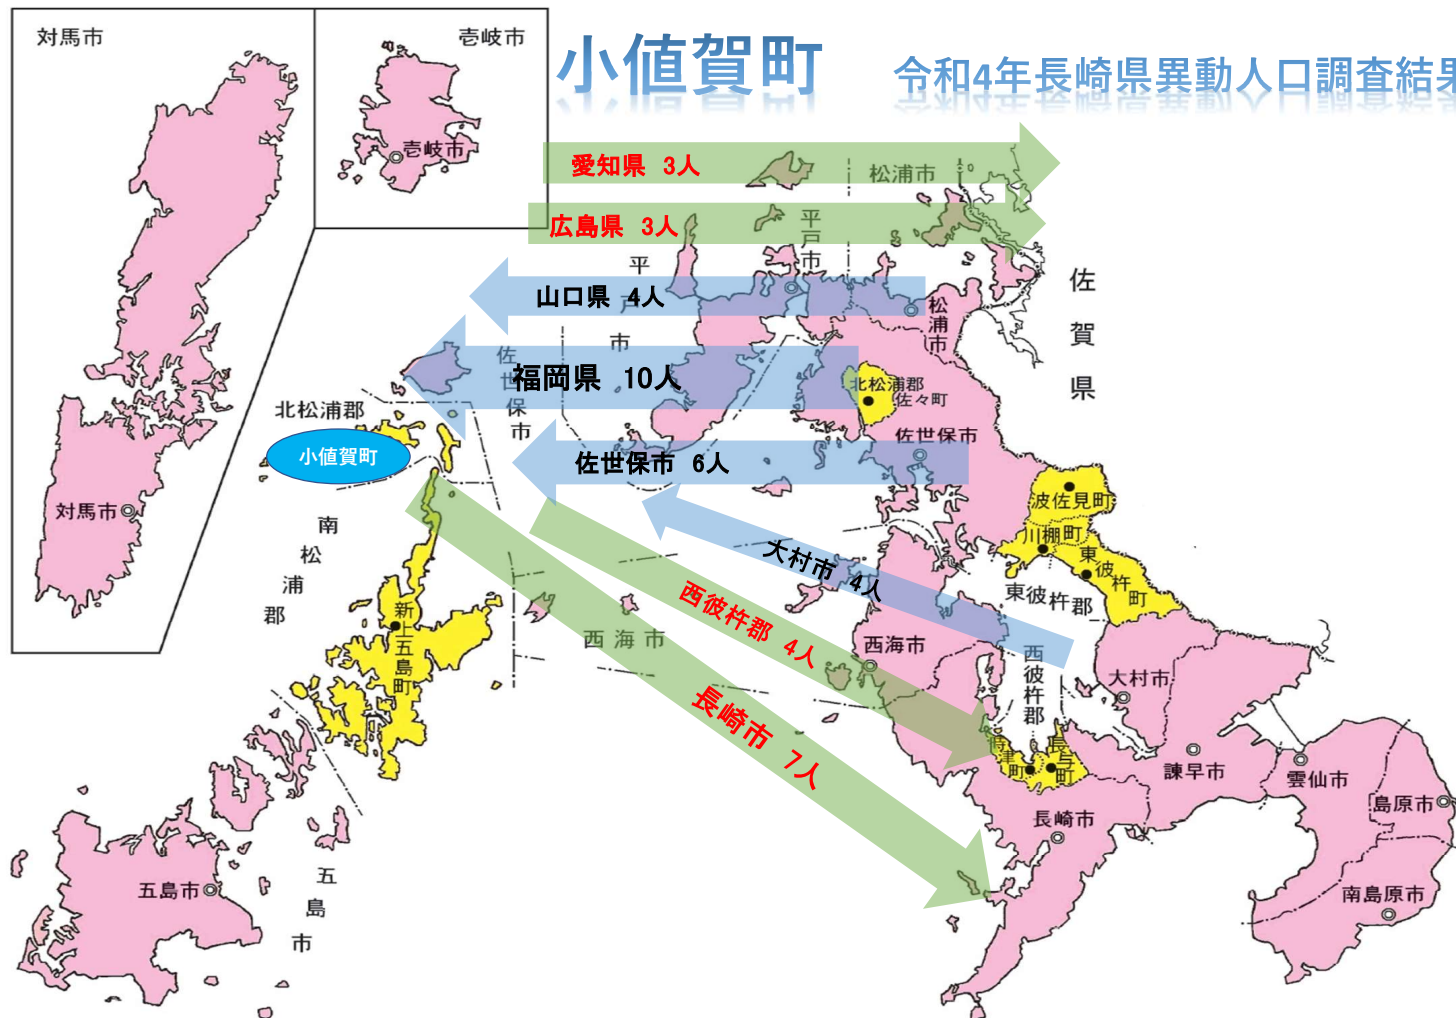 対馬市
壱岐市
小値賀町
令和4年長崎県異動人口調査結果
壱岐市
愛知県 3人
松浦市
広島県 3人
平戸市
平戸市
佐賀県
山口県 4人
松浦市
佐世保市
福岡県 10人
北松浦郡
佐々町
北松浦郡
佐世保市
小値賀町
佐世保市 6人
対馬市
波佐見町
南松浦郡
川棚町
大村市 4人
東彼杵町
東彼杵郡
西彼杵郡 4人
新上五島町
西海市
西海市
西彼杵郡
大村市
長崎市 7人
時津町
長与町
諫早市
雲仙市
島原市
長崎市
五島市
五島市
南島原市